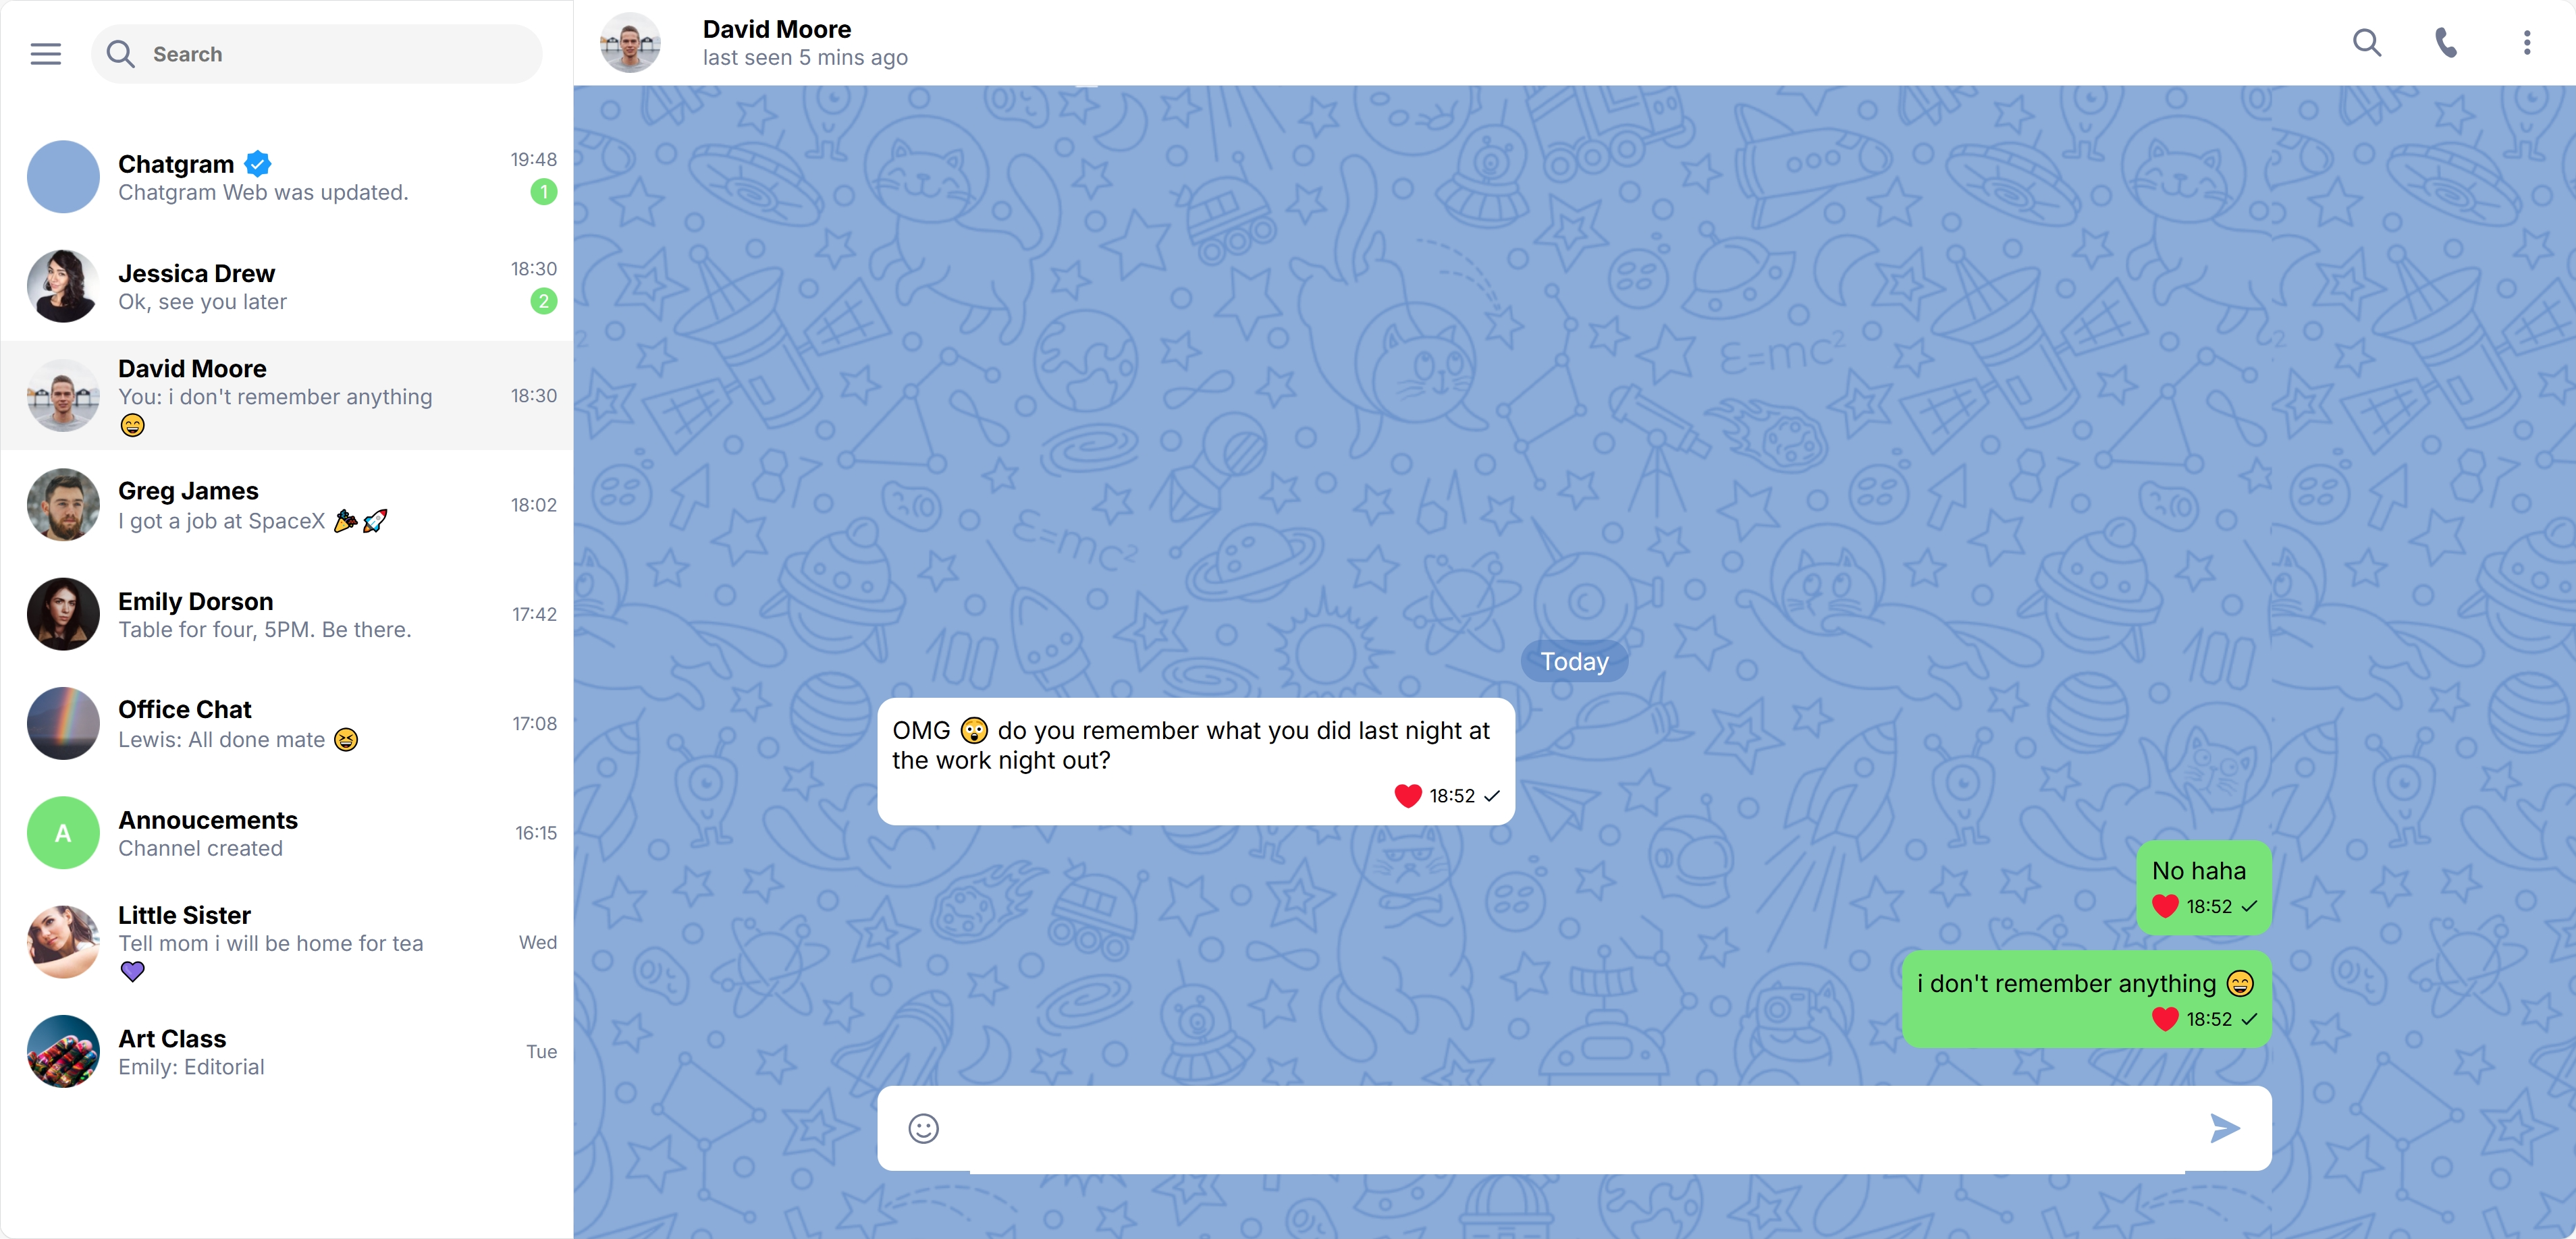 Search
Chatgram
19:48
Chatgram Web was updated.
1
Jessica Drew
18:30
Ok, see you later
2
David Moore
You: i don't remember anything
😄
18:30
Greg James
I got a job at SpaceX 🎉🚀
18:02
Emily Dorson
Table for four, 5PM. Be there.
17:42
Office Chat
Lewis: All done mate 😆
17:08
A
Annoucements
Channel created
16:15
Little Sister
Tell mom i will be home for tea
💜
Wed
Art Class
Emily: Editorial
Tue
David Moore
last seen 5 mins ago
ε=mc²
ε=mc²
Today
OMG 😲 do you remember what you did last night at
the work night out?
❤️ 18:52 ✓
No haha
❤️ 18:52 ✓
i don't remember anything 😄
❤️ 18:52 ✓